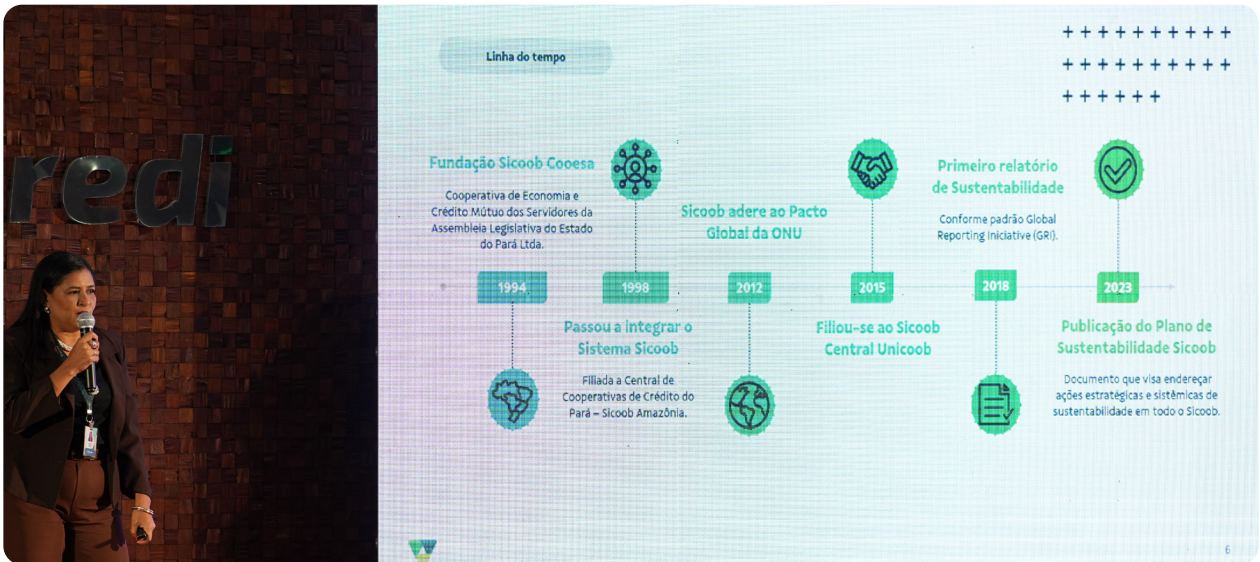 redi
Linha do tempo
Fundação Sicoob Cooesa
Cooperativa de Economia e
Crédito Mútuo dos Servidores da
Assembleia Legislativa do Estado
do Pará Ltda.
1994
1998
Passou a integrar o
Sistema Sicoob
Filiada a Central de
Cooperativas de Crédito do
Pará – Sicoob Amazônia.
Sicoob adere ao Pacto
Global da ONU
2012
2015
Filiou-se ao Sicoob
Central Unicoob
Primeiro relatório
de Sustentabilidade
Conforme padrão Global
Reporting Initiative (GRI).
2018
2023
Publicação do Plano de
Sustentabilidade Sicoob
Documento que visa endereçar
ações estratégicas e sistêmicas de
sustentabilidade em todo o Sicoob.
6